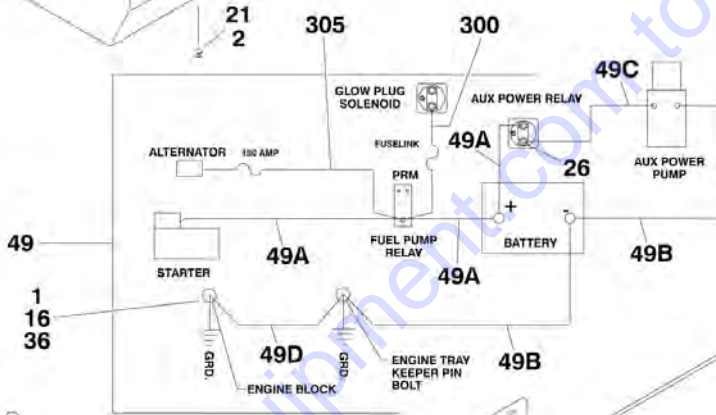 21
2
305
300
49C
GLOW PLUG
SOLENOID
AUX POWER RELAY
49A
ALTERNATOR
150 AMP
FUSELINK
PRM
26
AUX POWER
PUMP
+
-
BATTERY
49
STARTER
49A
FUEL PUMP
RELAY
49A
49B
1
16
36
GRD.
49D
GRD
ENGINE BLOCK
ENGINE TRAY
KEEPER PIN
BOLT
49B